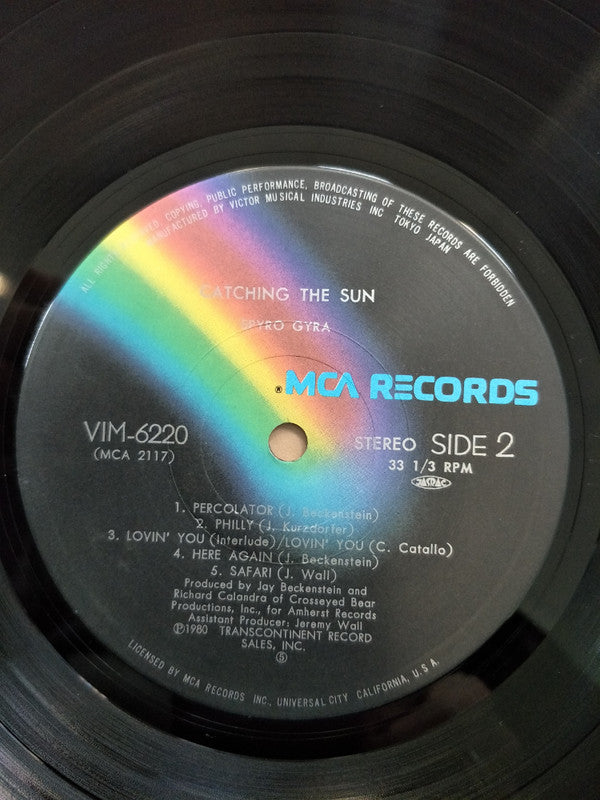 ALL RIGHTS RESERVED. COPYING, PUBLIC PERFORMANCE, BROADCASTING OF THESE RECORDS ARE FORBIDDEN
MANUFACTURED BY VICTOR MUSICAL INDUSTRIES INC TOKYO JAPAN
CATCHING THE SUN
SPYRO GYRA
® MCA RECORDS
VIM-6220
(MCA 2117)
STEREO SIDE 2
33 1/3 RPM
JASRAC
1. PERCOLATOR (J. Beckenstein)
2. PHILLY (J. Kurzdorfer)
3. LOVIN' YOU (Interlude)/LOVIN' YOU (C. Catallo)
4. HERE AGAIN (J. Beckenstein)
5. SAFARI (J. Wall)
Produced by Jay Beckenstein and
Richard Calandra of Crosseyed Bear
Productions, Inc., for Amherst Records
Assistant Producer: Jeremy Wall
Ⓟ1980 TRANSCONTINENT RECORD
SALES, INC.
⑤
LICENSED BY MCA RECORDS INC., UNIVERSAL CITY CALIFORNIA, U.S.A.